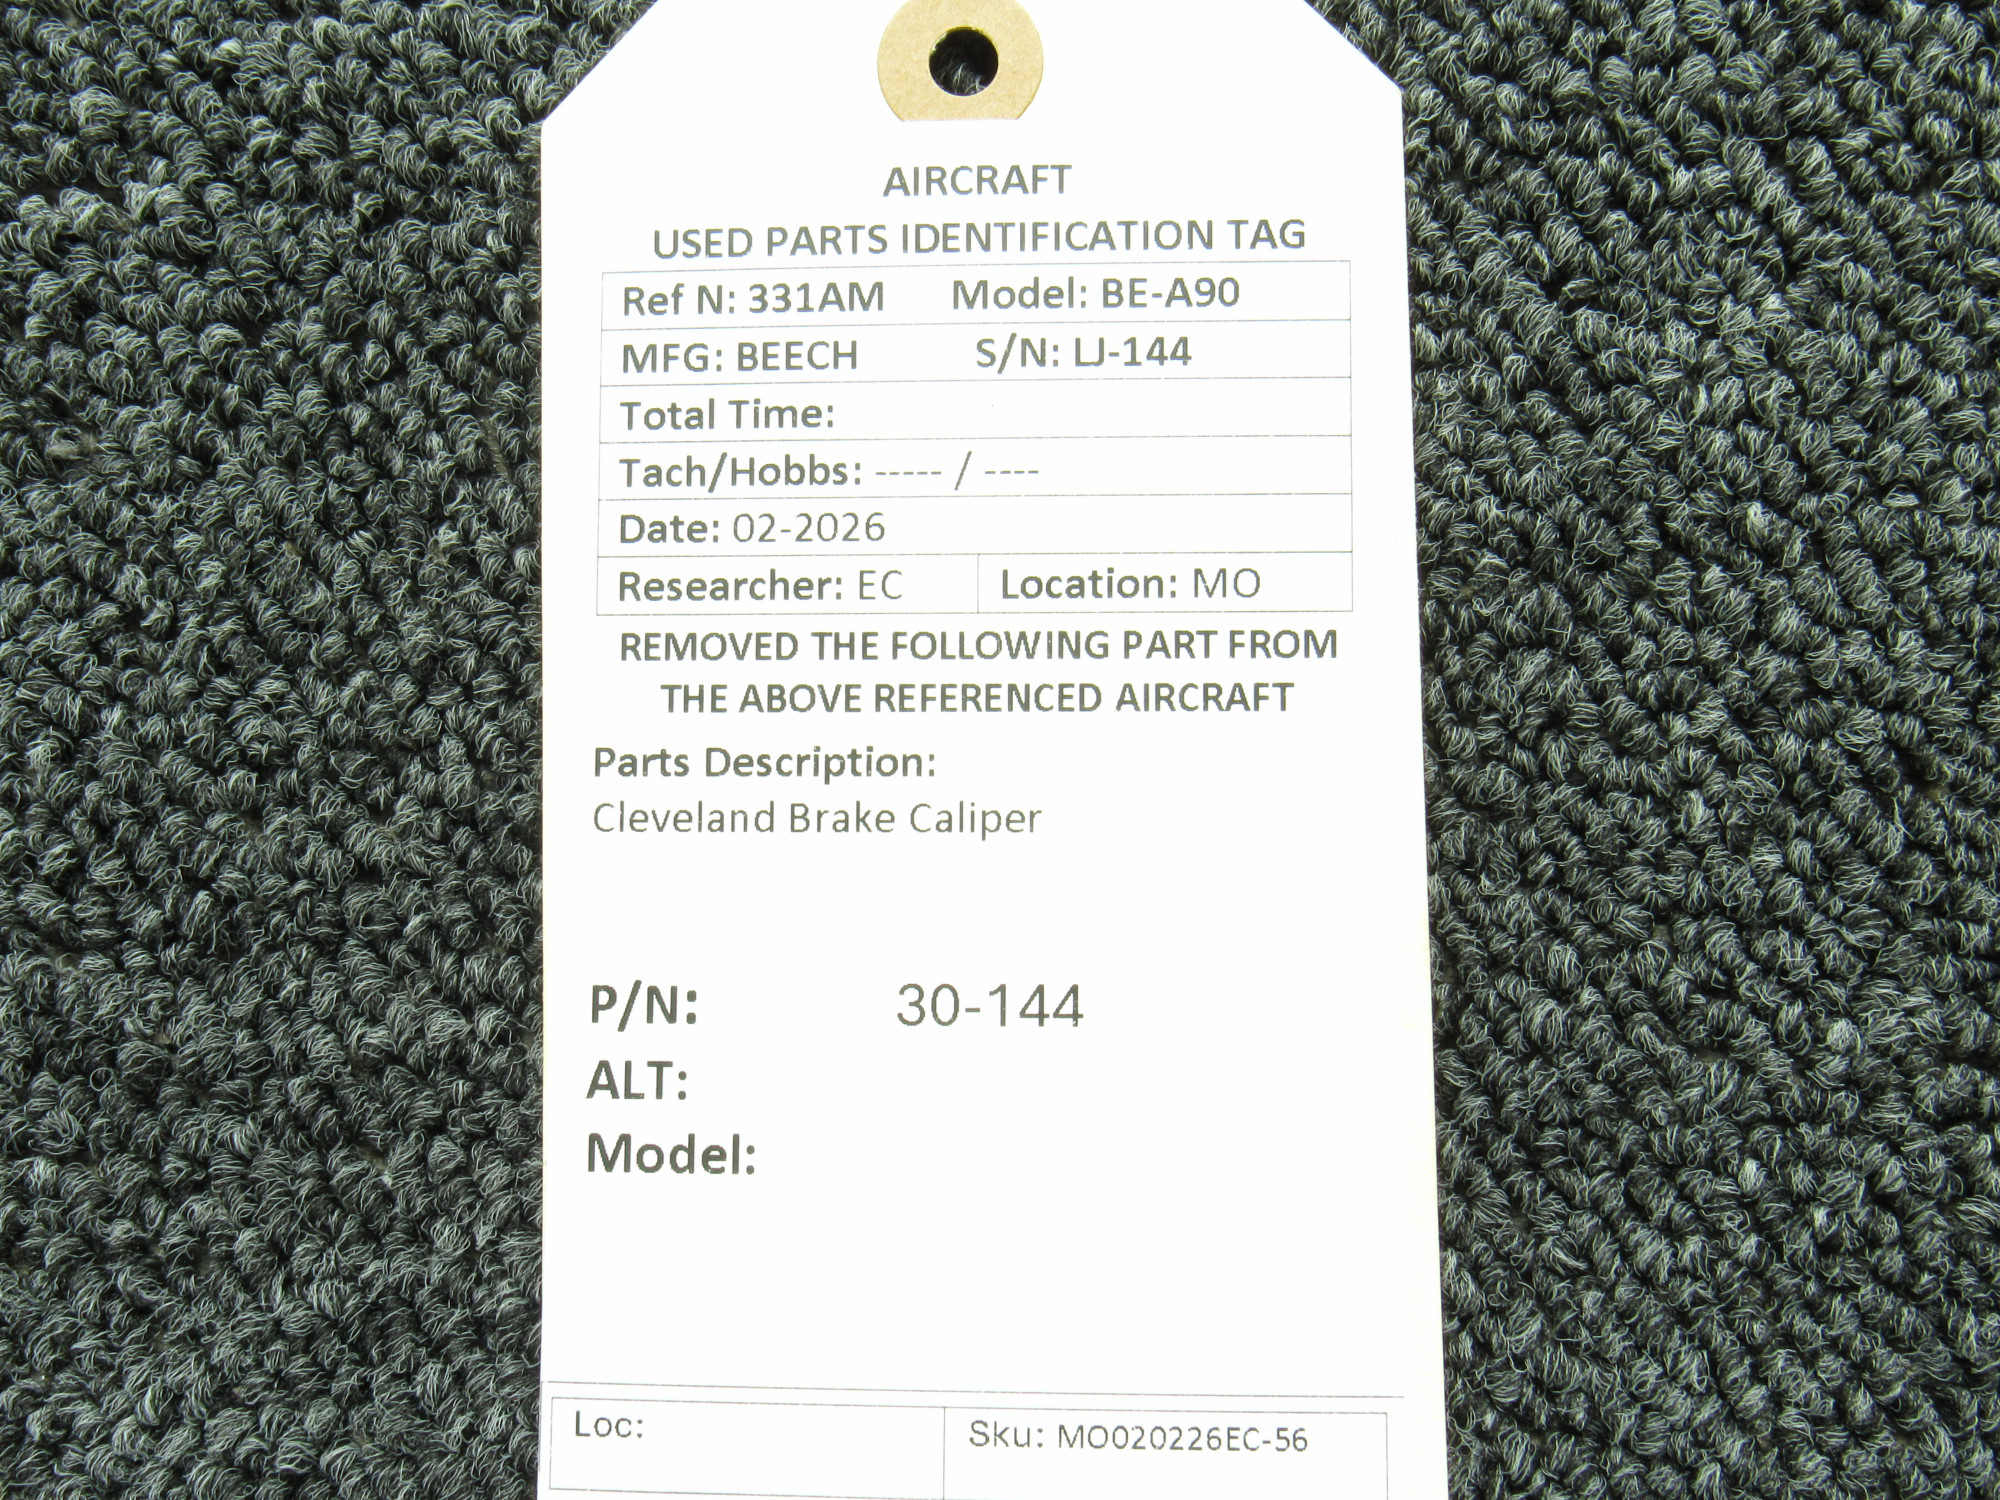 AIRCRAFT
USED PARTS IDENTIFICATION TAG
Ref N: 331AM Model: BE-A90
MFG: BEECH S/N: LJ-144
Total Time:
Tach/Hobbs: ----- / ----
Date: 02-2026
Researcher: EC Location: MO
REMOVED THE FOLLOWING PART FROM
THE ABOVE REFERENCED AIRCRAFT
Parts Description:
Cleveland Brake Caliper
P/N: 30-144
ALT:
Model:
Loc: Sku: MO020226EC-56